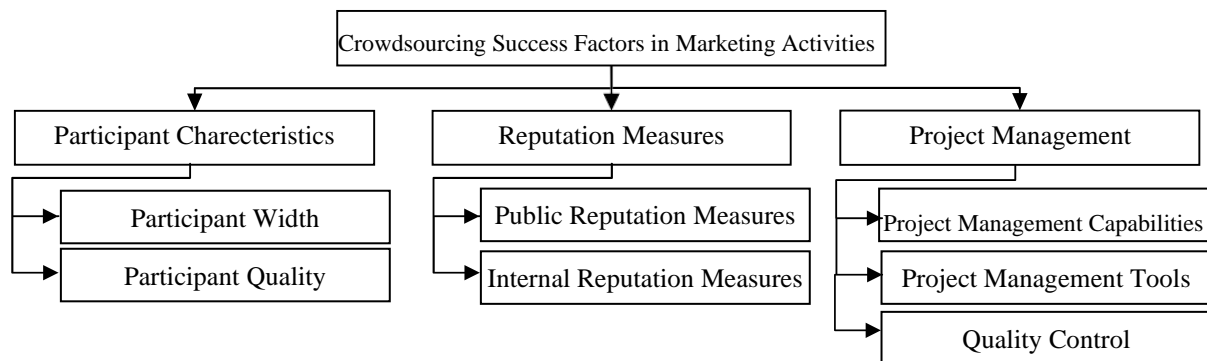 Crowdsourcing Success Factors in Marketing Activities
Participant Charecteristics
Reputation Measures
Project Management
Participant Width
Participant Quality
Public Reputation Measures
Internal Reputation Measures
Project Management Capabilities
Project Management Tools
Quality Control